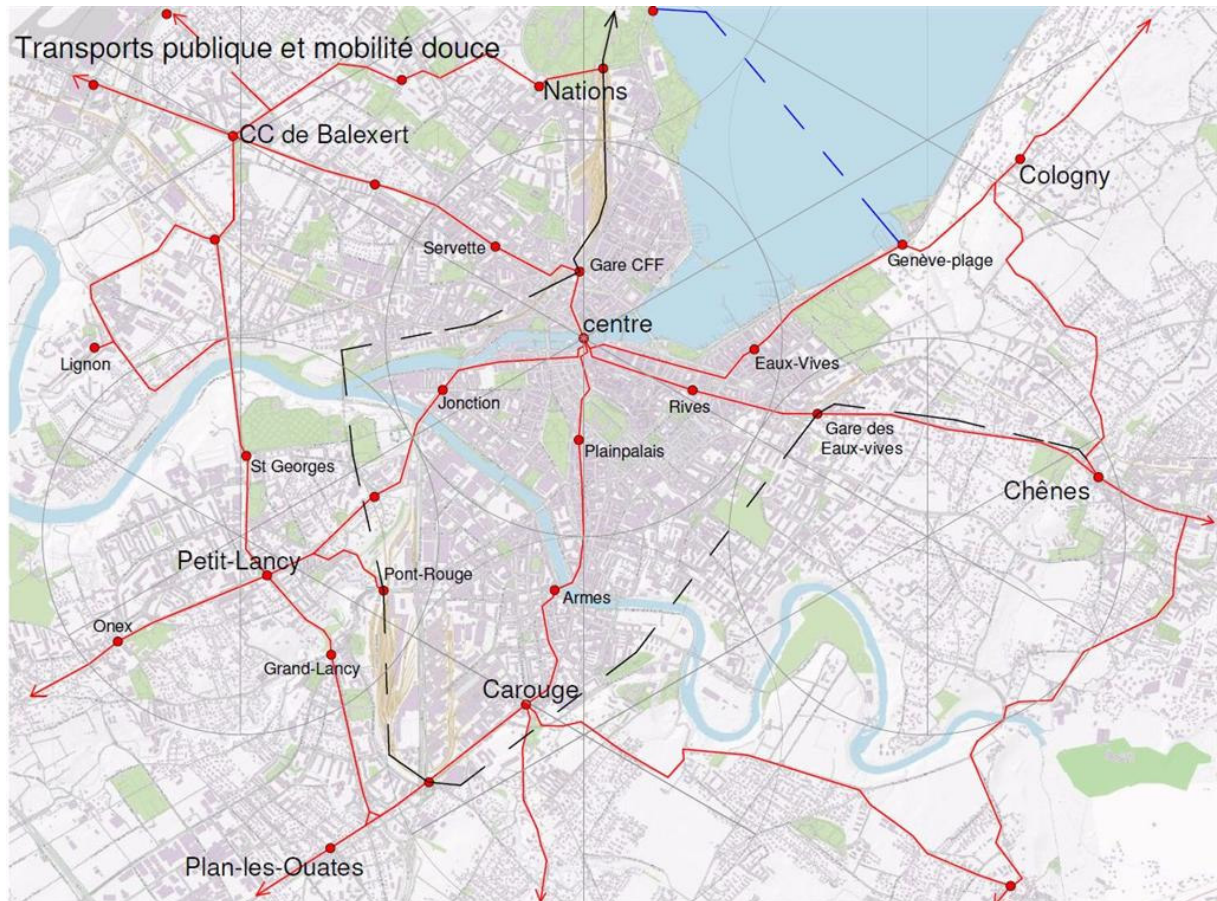 Transports publique et mobilité douce
Nations
CC de Balexert
Cologny
Servette
Genève-plage
Gare CFF
centre
Lignon
Eaux-Vives
Jonction
Rives
Gare des
Eaux-vives
Plainpalais
St Georges
Chênes
Petit-Lancy
Pont-Rouge
Armes
Onex
Grand-Lancy
Carouge
Plan-les-Ouates